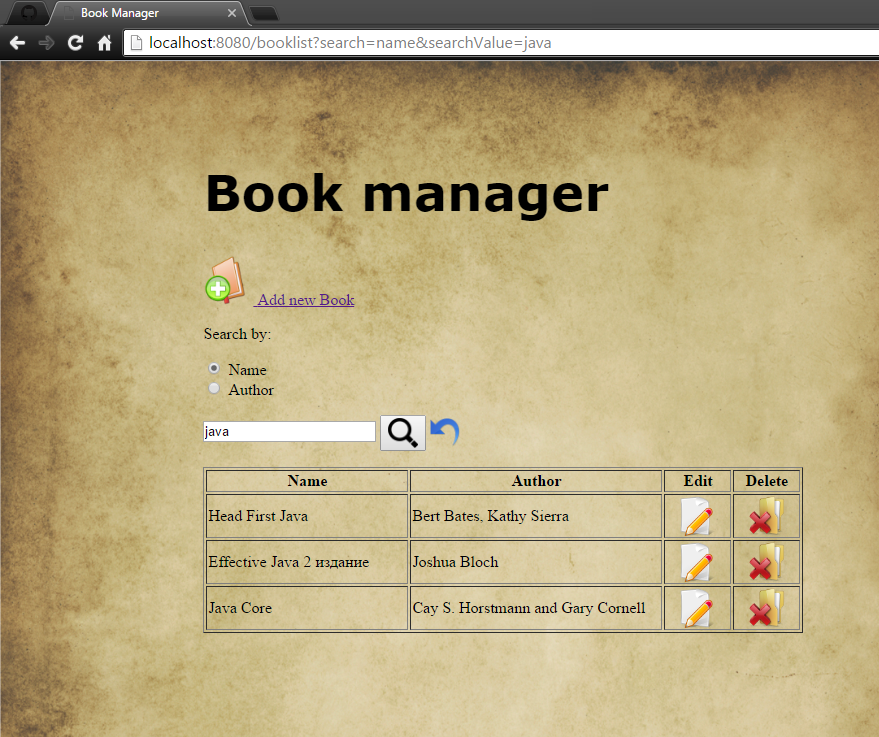 Book Manager
localhost:8080/booklist?search=name&searchValue=java
Book manager
Add new Book
Search by:
Name
Author
java
Name Author Edit Delete
Head First Java Bert Bates, Kathy Sierra
Effective Java 2 издание Joshua Bloch
Java Core Cay S. Horstmann and Gary Cornell